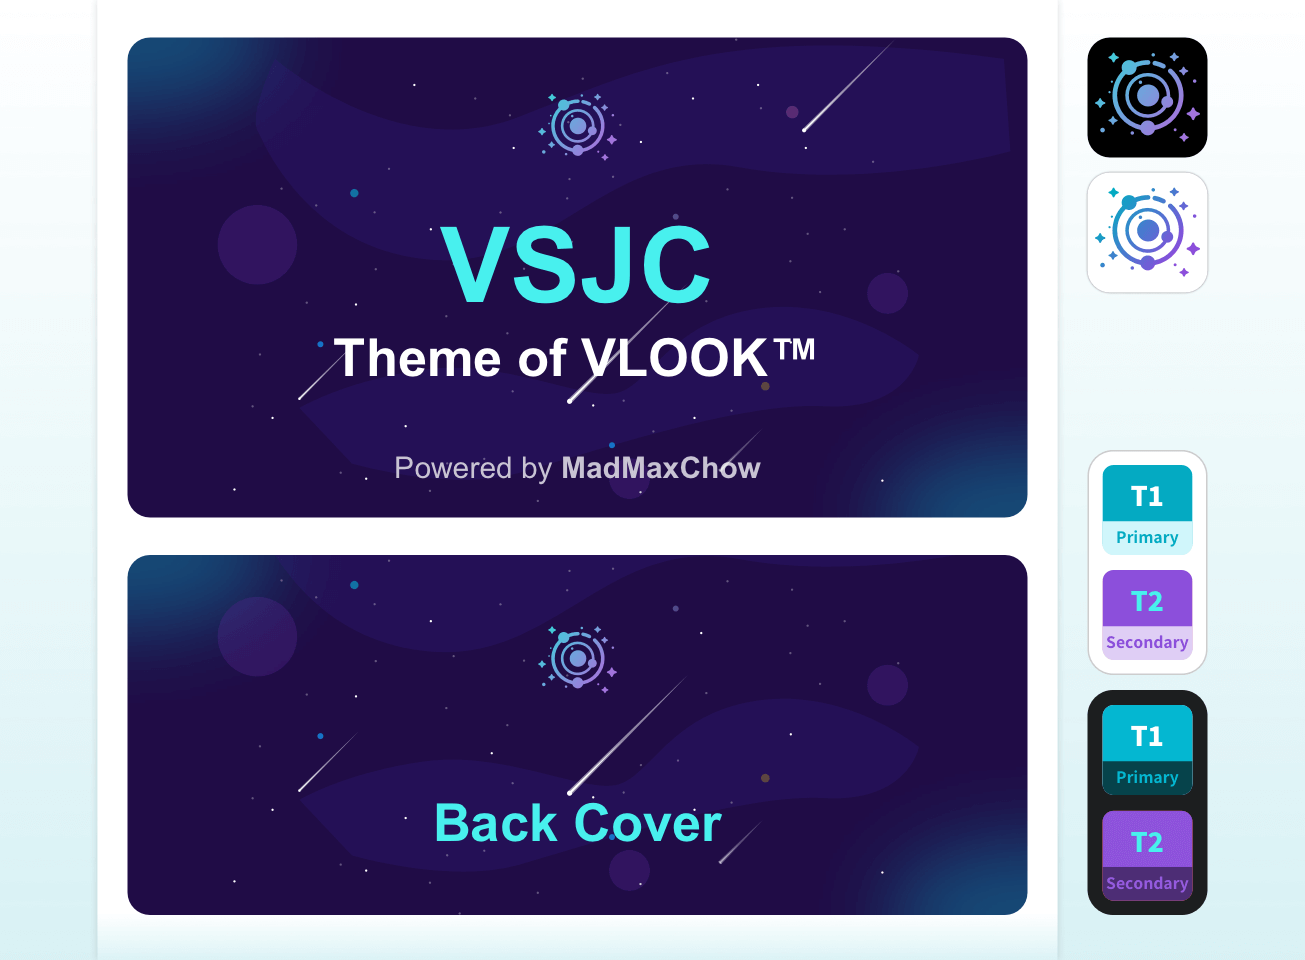 VSJC
Theme of VLOOK™
Powered by MadMaxChow
Back Cover
T1
Primary
T2
Secondary
T1
Primary
T2
Secondary